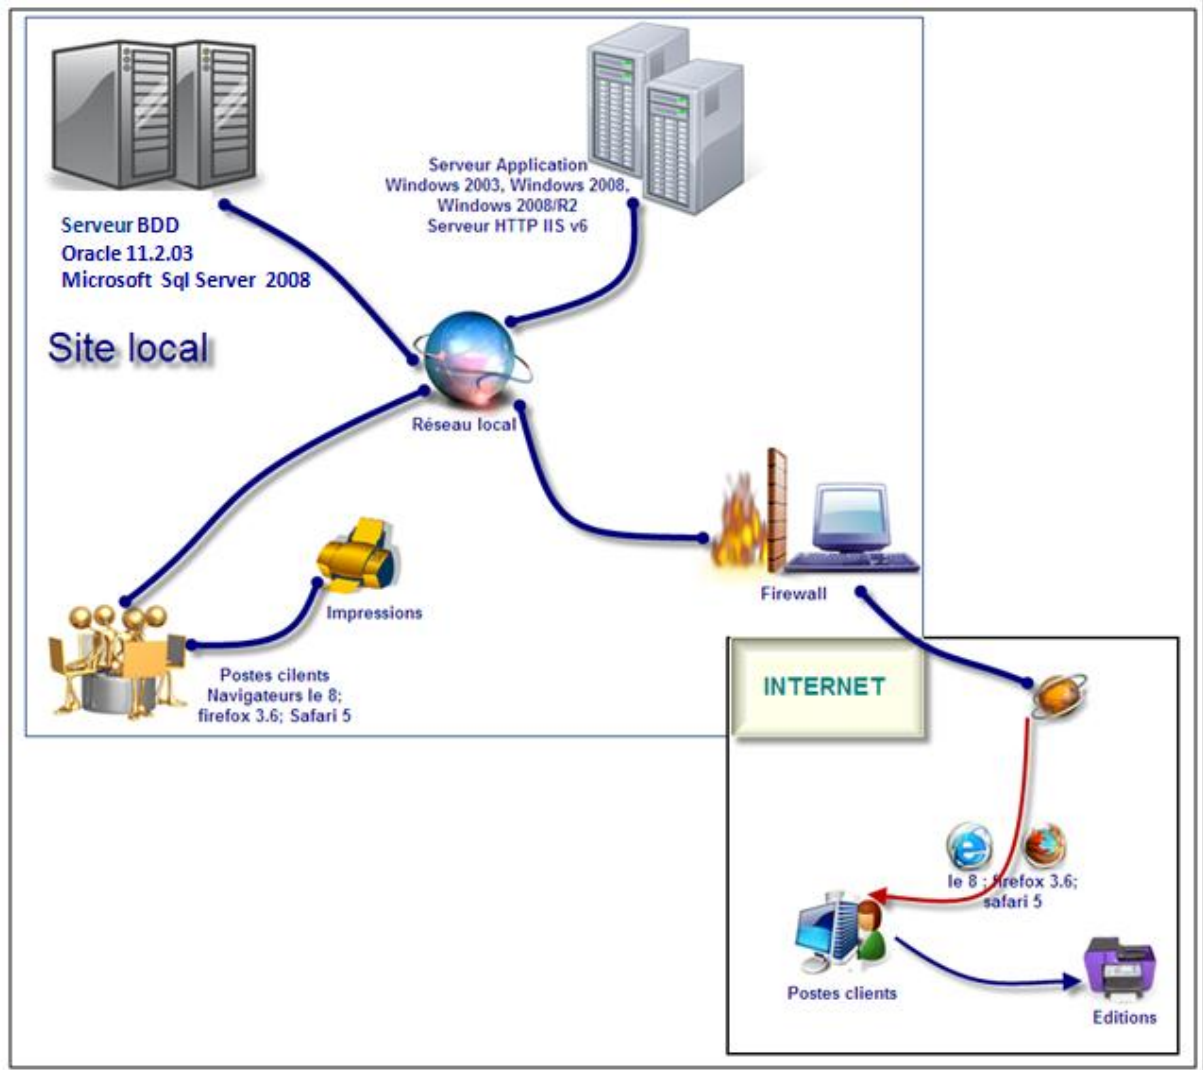 Serveur Application
Windows 2003, Windows 2008,
Windows 2008/R2
Serveur HTTP IIS v6
Serveur BDD
Oracle 11.2.03
Microsoft Sql Server 2008
Site local
Réseau local
Firewall
Impressions
Postes cilents
Navigateurs Ie 8;
firefox 3.6; Safari 5
INTERNET
Ie 8 ; firefox 3.6;
safari 5
Postes clients
Editions